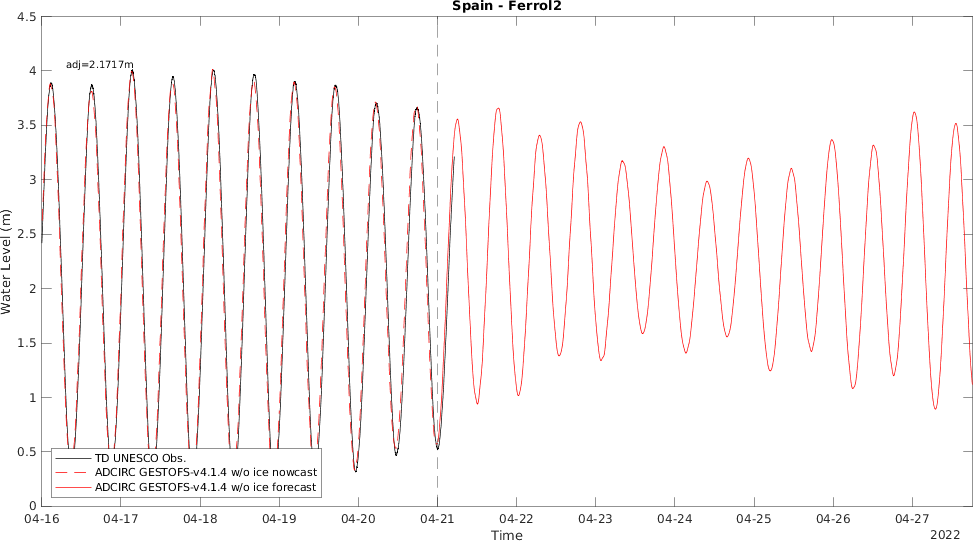 Spain - Ferrol2
4.5
4
3.5
3
2.5
2
1.5
1
0.5
0
Water Level (m)
adj=2.1717m
TD UNESCO Obs.
ADCIRC GESTOFS-v4.1.4 w/o ice nowcast
ADCIRC GESTOFS-v4.1.4 w/o ice forecast
04-16 04-17 04-18 04-19 04-20 04-21 04-22 04-23 04-24 04-25 04-26 04-27
Time
2022